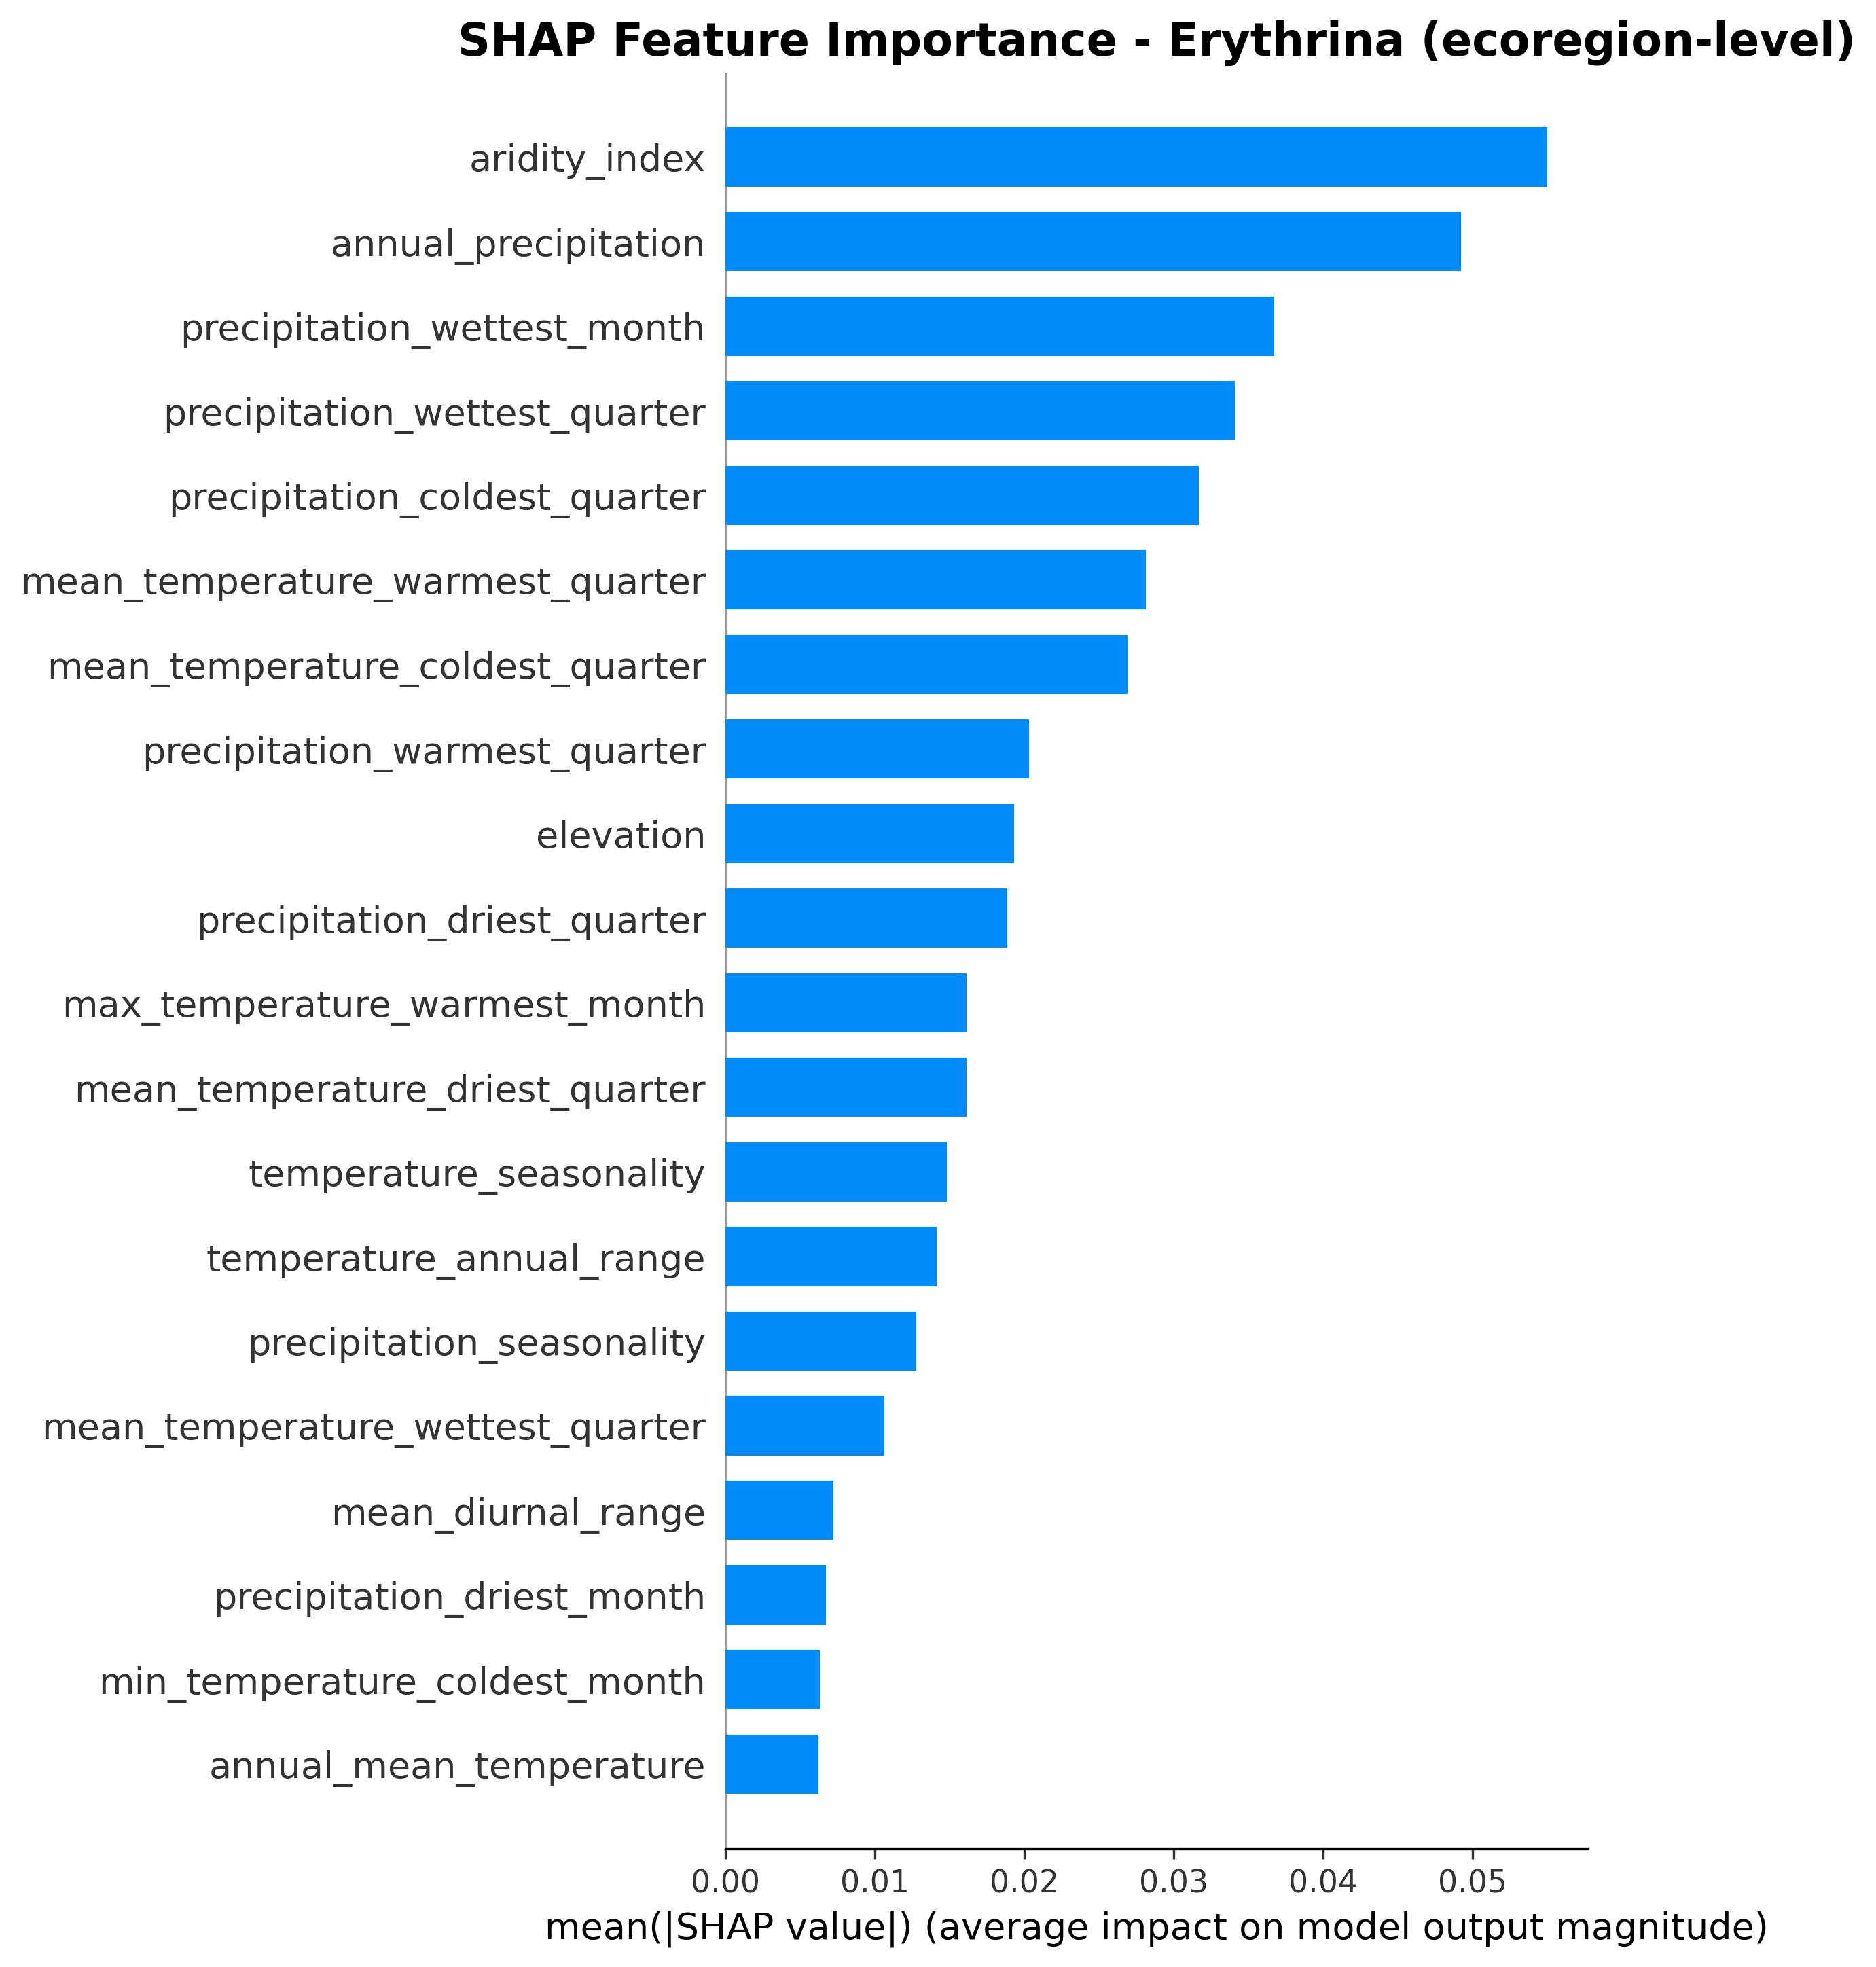 SHAP Feature Importance - Erythrina (ecoregion-level)
aridity_index
annual_precipitation
precipitation_wettest_month
precipitation_wettest_quarter
precipitation_coldest_quarter
mean_temperature_warmest_quarter
mean_temperature_coldest_quarter
precipitation_warmest_quarter
elevation
precipitation_driest_quarter
max_temperature_warmest_month
mean_temperature_driest_quarter
temperature_seasonality
temperature_annual_range
precipitation_seasonality
mean_temperature_wettest_quarter
mean_diurnal_range
precipitation_driest_month
min_temperature_coldest_month
annual_mean_temperature
0.00 0.01 0.02 0.03 0.04 0.05
mean(|SHAP value|) (average impact on model output magnitude)